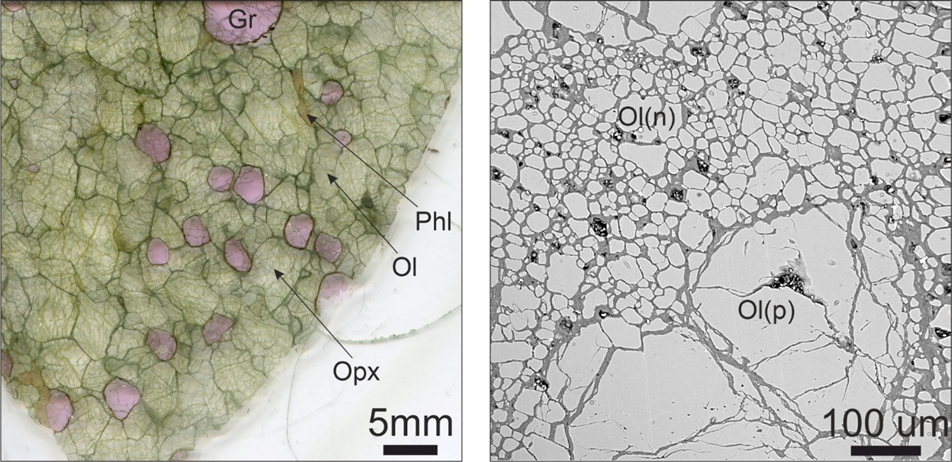 Gr
Phl
Ol
Opx
5mm
Ol(n)
Ol(p)
100 um